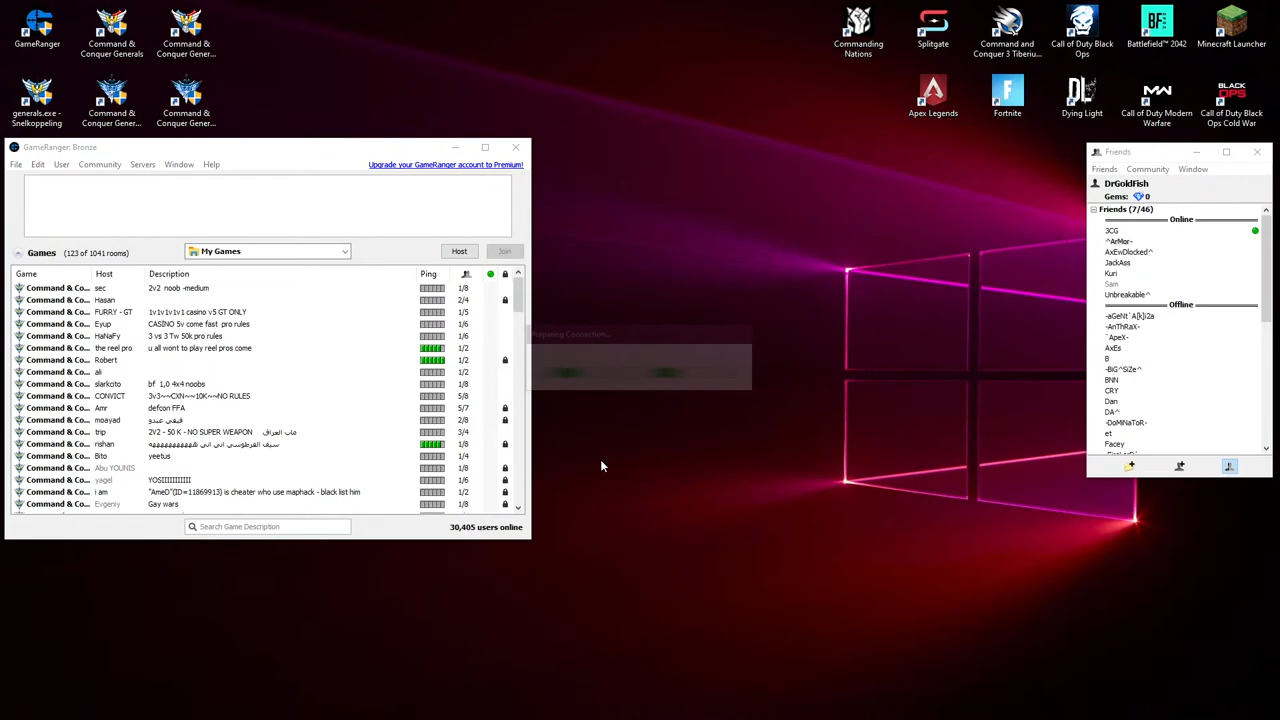 GameRanger
Command & Conquer Generals
Command & Conquer Gener...
Commanding Nations
Splitgate
Command and Conquer 3 Tiberiu...
Call of Duty Black Ops
Battlefield™ 2042
Minecraft Launcher
generals.exe - Snelkoppeling
Command & Conquer Gener...
Command & Conquer Gener...
Apex Legends
Fortnite
Dying Light
Call of Duty Modern Warfare
Call of Duty Black Ops Cold War
GameRanger: Bronze
File Edit User Community Servers Window Help Upgrade your GameRanger account to Premium!
Games (123 of 1041 rooms) My Games Host Join
Game Host Description Ping
Command & Co... sec 2v2 noob -medium 1/8
Command & Co... Hasan 2/4
Command & Co... FURRY - GT 1v1v1v1v1 casino v5 GT ONLY 1/5
Command & Co... Eyup CASINO 5v come fast pro rules 1/6
Command & Co... HaNaFy 3 vs 3 Tw 50k pro rules 1/6
Command & Co... the reel pro u all wont to play reel pros come 1/2
Command & Co... Robert 1/2
Command & Co... ali 1/2
Command & Co... slarkcito bf 1,0 4x4 noobs 1/8
Command & Co... CONVICT 3v3~~CXN~~10K~~NO RULES 5/8
Command & Co... Amr defcon FFA 5/7
Command & Co... moayad فيفي عبدو 2/8
Command & Co... trip 2V2 - 50 K - NO SUPER WEAPON 3/4
Command & Co... rishan 1/8
Command & Co... Bito yeetus 1/4
Command & Co... Abu YOUNIS 1/8
Command & Co... yagel YOSIIIIIIIIII 1/6
Command & Co... i am "AmeD"(ID=11869913) is cheater who use maphack - black list him 1/2
Command & Co... Evgeniy Gay wars 1/8
Search Game Description 30,405 users online
Preparing Connection...
Friends
Friends Community Window
DrGoldFish
Gems: 0
Friends (7/46)
Online
3CG
^ArMor-
AxEwDlocked^
JackAss
Kuri
Sam
Unbreakable^
Offline
-aGeNt`A[k]i2a
-AnThRaX-
`ApeX-
AxEs
B
-BiG^SiZe^
BNN
CRY
Dan
DA^
-DoMiNaToR-
et
Facey